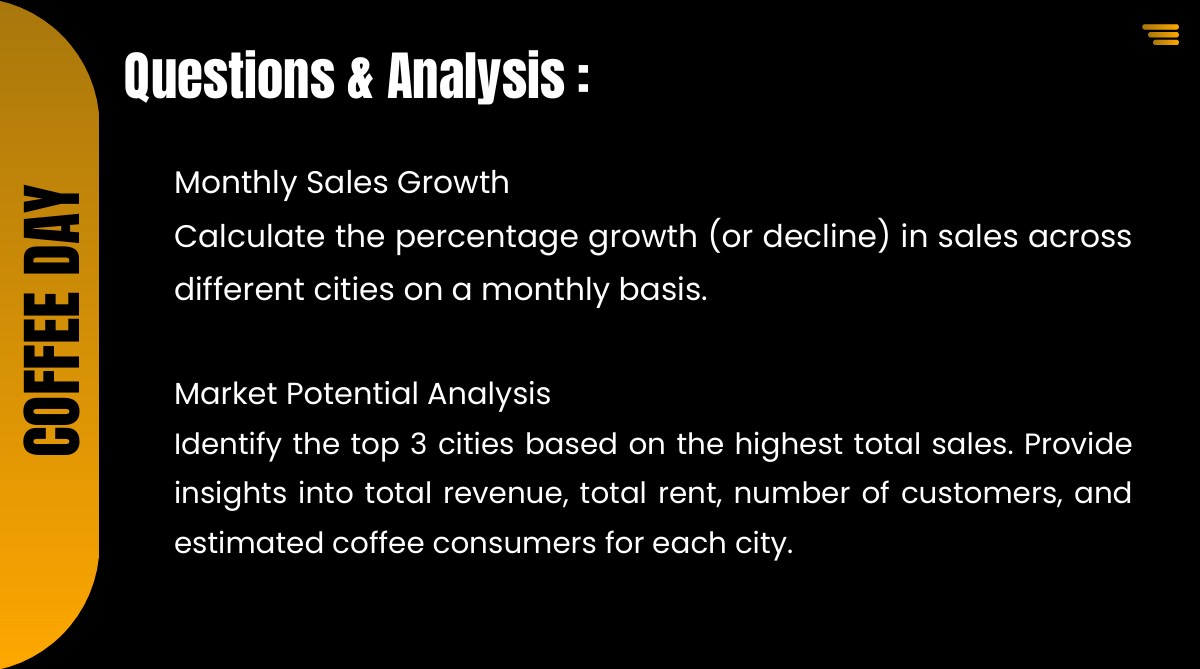 Questions & Analysis :
COFFEE DAY
Monthly Sales Growth
Calculate the percentage growth (or decline) in sales across
different cities on a monthly basis.
Market Potential Analysis
Identify the top 3 cities based on the highest total sales. Provide
insights into total revenue, total rent, number of customers, and
estimated coffee consumers for each city.